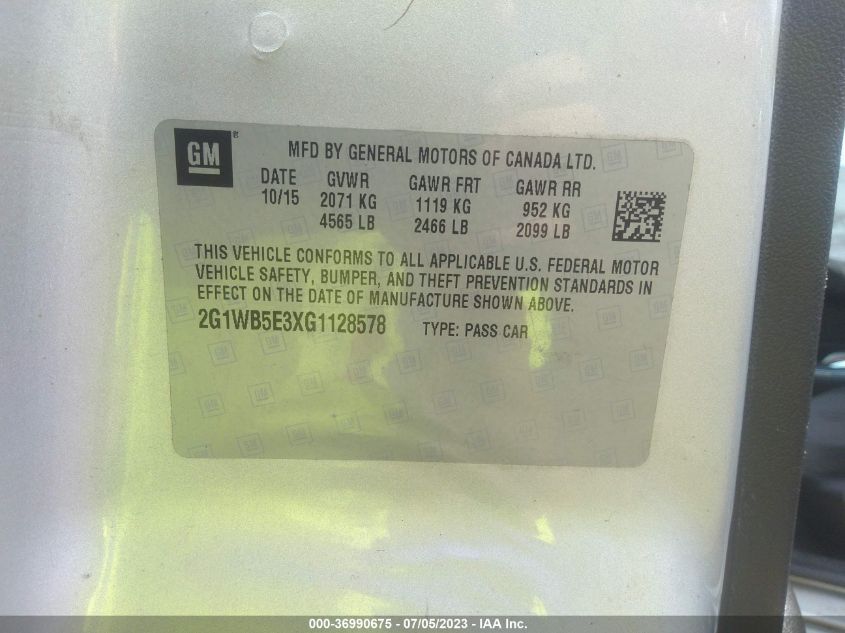 GM
MFD BY GENERAL MOTORS OF CANADA LTD.
DATE GVWR GAWR FRT GAWR RR
10/15 2071 KG 1119 KG 952 KG
4565 LB 2466 LB 2099 LB
THIS VEHICLE CONFORMS TO ALL APPLICABLE U.S. FEDERAL MOTOR
VEHICLE SAFETY, BUMPER, AND THEFT PREVENTION STANDARDS IN
EFFECT ON THE DATE OF MANUFACTURE SHOWN ABOVE.
2G1WB5E3XG1128578 TYPE: PASS CAR
000-36990675 / 07/05/2023 - IAA Inc.